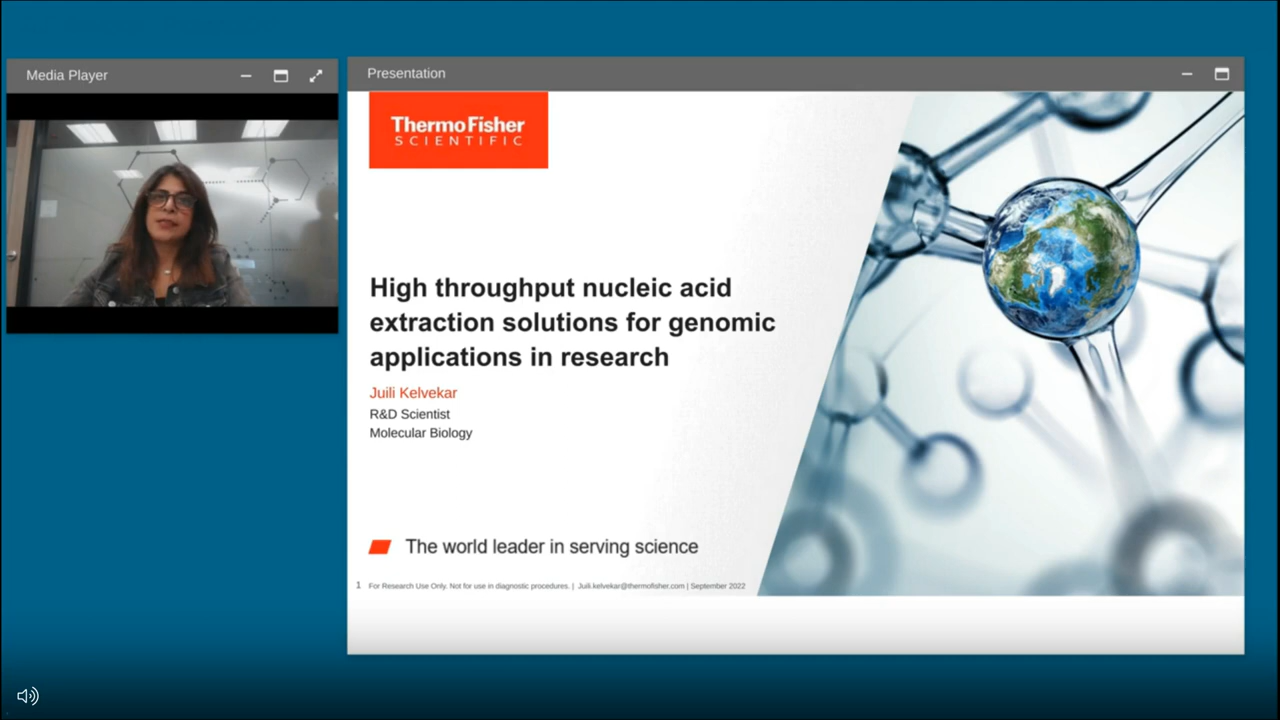 Media Player
Presentation
ThermoFisher
SCIENTIFIC
High throughput nucleic acid
extraction solutions for genomic
applications in research
Juili Kelvekar
R&D Scientist
Molecular Biology
The world leader in serving science
1 For Research Use Only. Not for use in diagnostic procedures. | Juili.kelvekar@thermofisher.com | September 2022